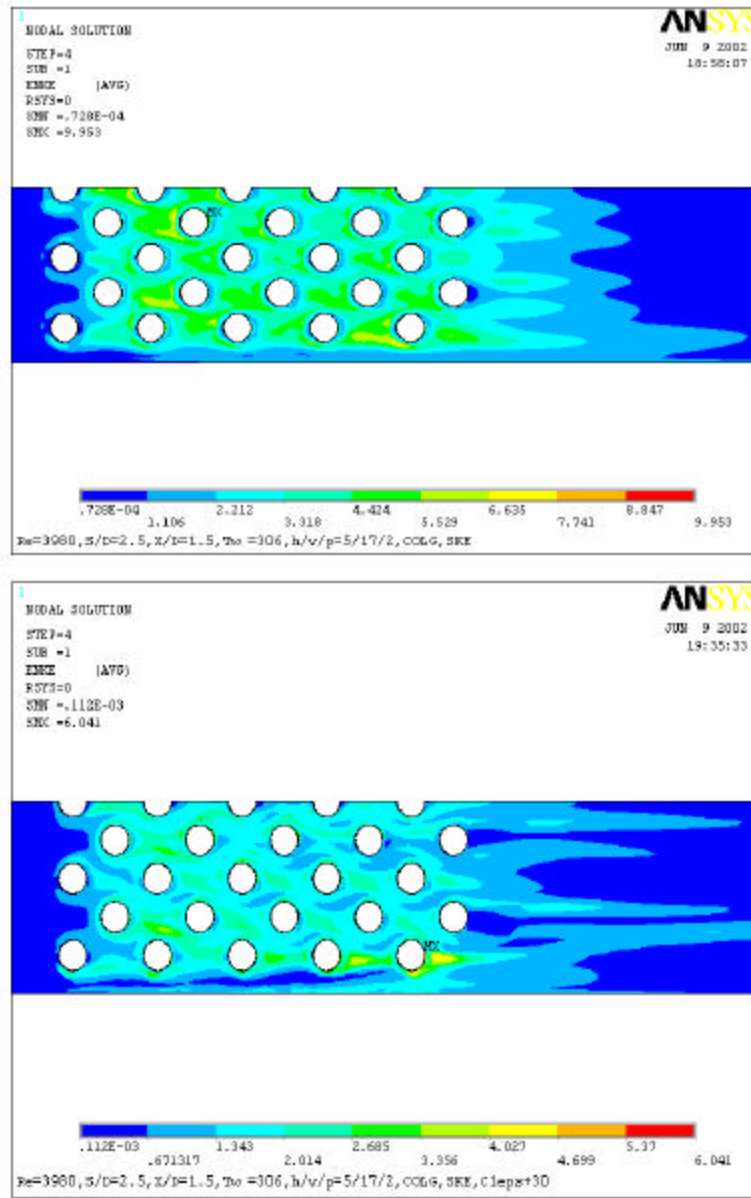 1
NODAL SOLUTION
STEP=4
SUB =1
ENKE (AVG)
RSYS=0
SMN =.728E-04
SMX =9.953
ANSYS
JUN 9 2002
18:58:07
MX
.728E-04 2.212 4.424 6.635 8.847
1.106 3.318 5.529 7.741 9.953
Re=3980,S/D=2.5,X/D=1.5,Tw =306,h/v/p=5/17/2,COLG,SKE
1
NODAL SOLUTION
STEP=4
SUB =1
ENKE (AVG)
RSYS=0
SMN =.112E-03
SMX =6.041
ANSYS
JUN 9 2002
19:35:33
MX
.112E-03 1.343 2.685 4.027 5.37
.671317 2.014 3.356 4.699 6.041
Re=3980,S/D=2.5,X/D=1.5,Tw =306,h/v/p=5/17/2,COLG,SKE,C1eps+30